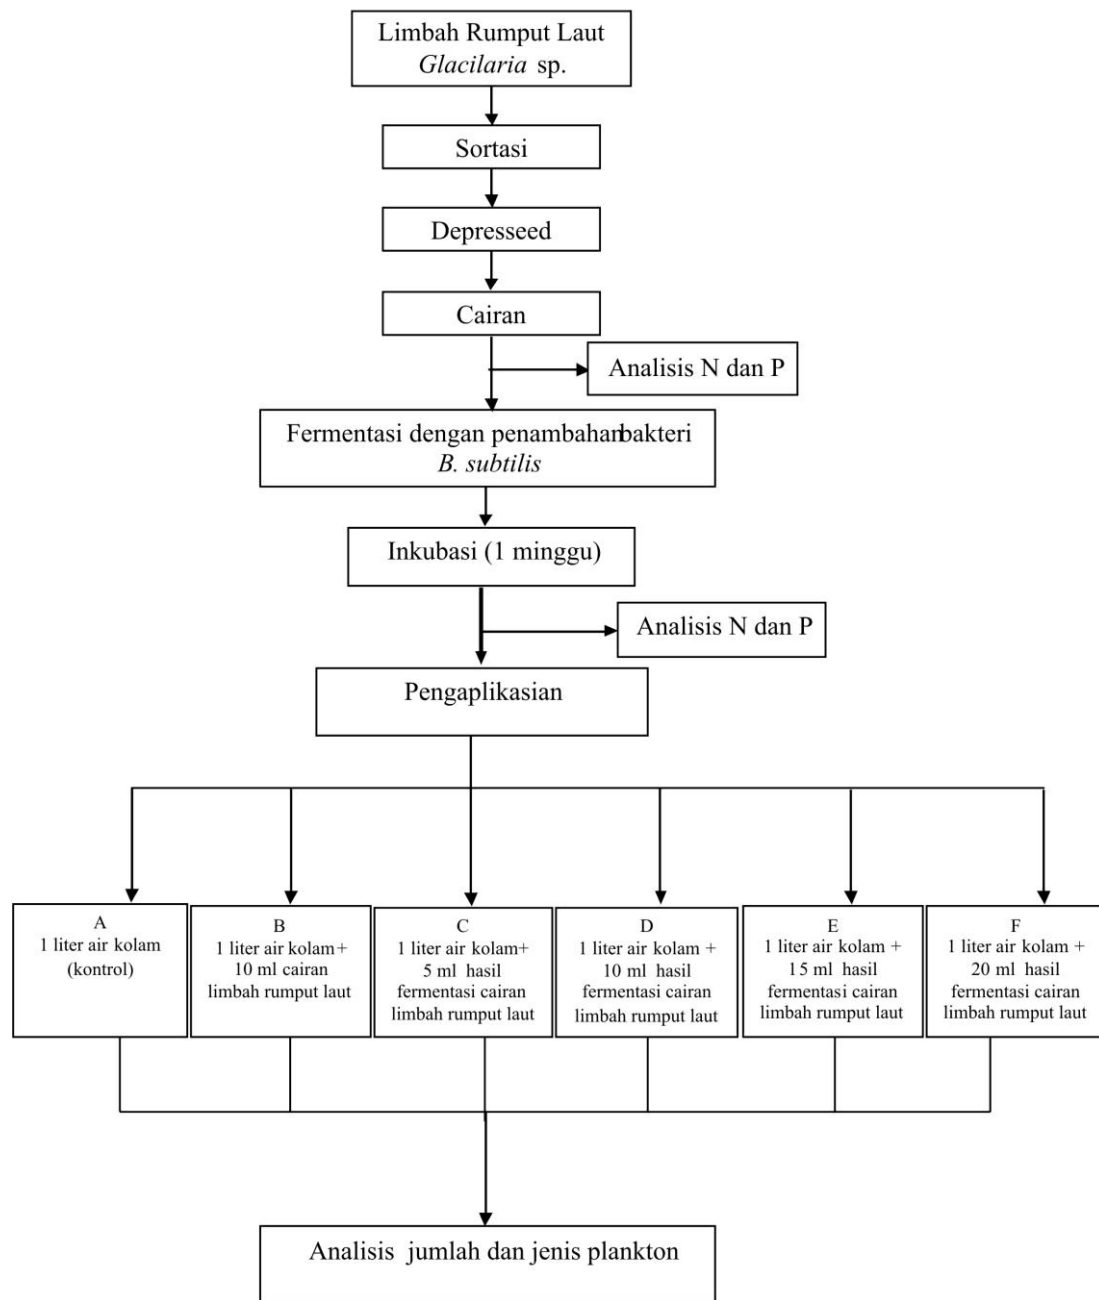 Limbah Rumput Laut
Glacilaria sp.
Sortasi
Depresseed
Cairan
Analisis N dan P
Fermentasi dengan penambahanbakteri
B. subtilis
Inkubasi (1 minggu)
Analisis N dan P
Pengaplikasian
A
1 liter air kolam
(kontrol)
B
1 liter air kolam+
10 ml cairan
limbah rumput laut
C
1 liter air kolam+
5 ml hasil
fermentasi cairan
limbah rumput laut
D
1 liter air kolam +
10 ml hasil
fermentasi cairan
limbah rumput laut
E
1 liter air kolam +
15 ml hasil
fermentasi cairan
limbah rumput laut
F
1 liter air kolam +
20 ml hasil
fermentasi cairan
limbah rumput laut
Analisis jumlah dan jenis plankton